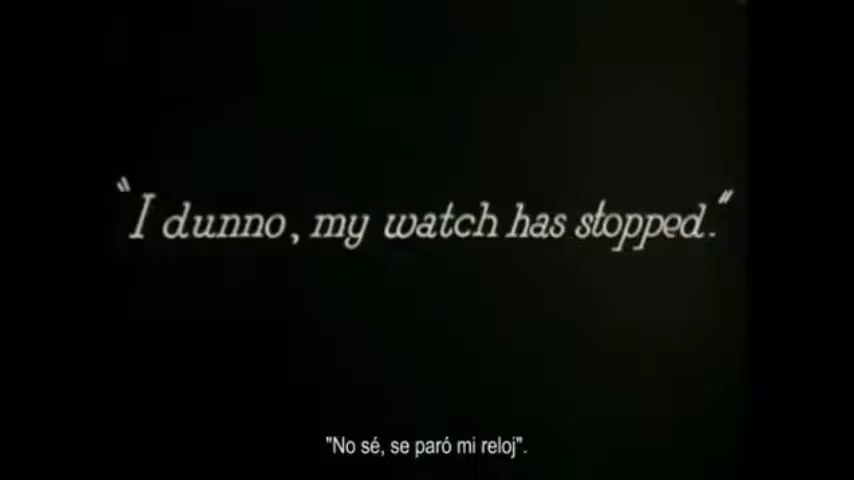 "I dunno, my watch has stopped."
"No sé, se paró mi reloj".